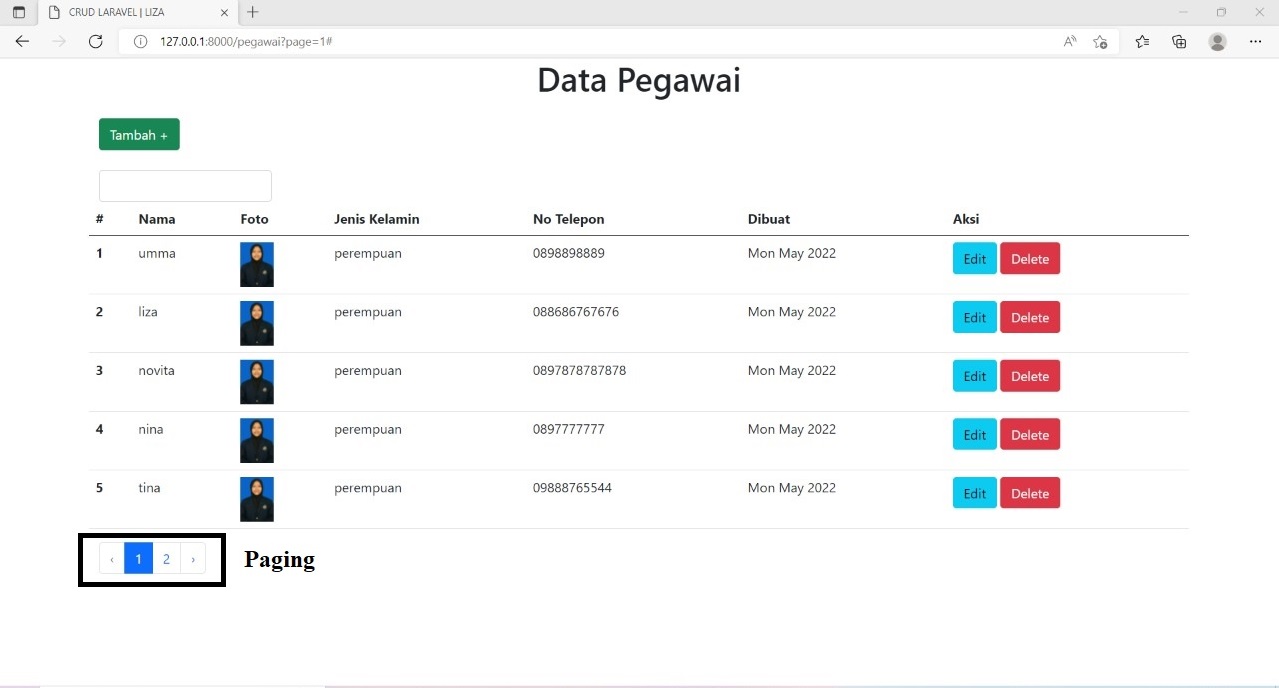 CRUD LARAVEL | LIZA
127.0.0.1:8000/pegawai?page=1#
Data Pegawai
Tambah +
# Nama Foto Jenis Kelamin No Telepon Dibuat Aksi
1 umma perempuan 0898898889 Mon May 2022 Edit Delete
2 liza perempuan 088686767676 Mon May 2022 Edit Delete
3 novita perempuan 0897878787878 Mon May 2022 Edit Delete
4 nina perempuan 0897777777 Mon May 2022 Edit Delete
5 tina perempuan 09888765544 Mon May 2022 Edit Delete
‹ 1 2 › Paging